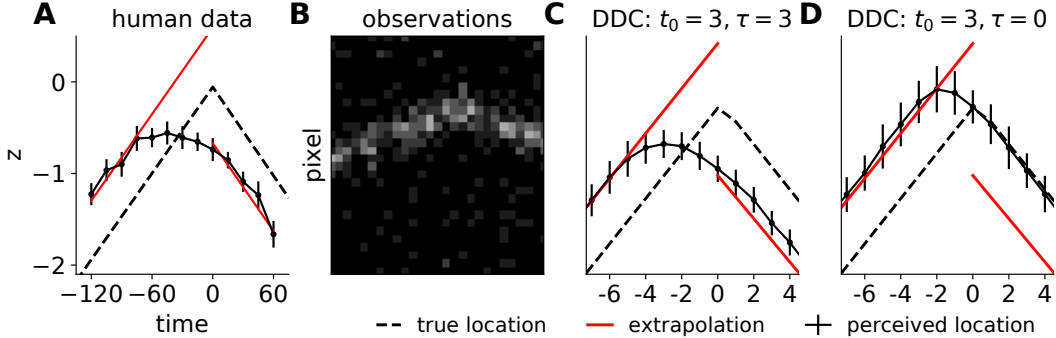 A human data
B observations
C DDC: t₀ = 3, τ = 3
D DDC: t₀ = 3, τ = 0
z
0
−1
−2
−120 −60 0 60
time
pixel
-6 -4 -2 0 2 4
-6 -4 -2 0 2 4
true location
extrapolation
perceived location